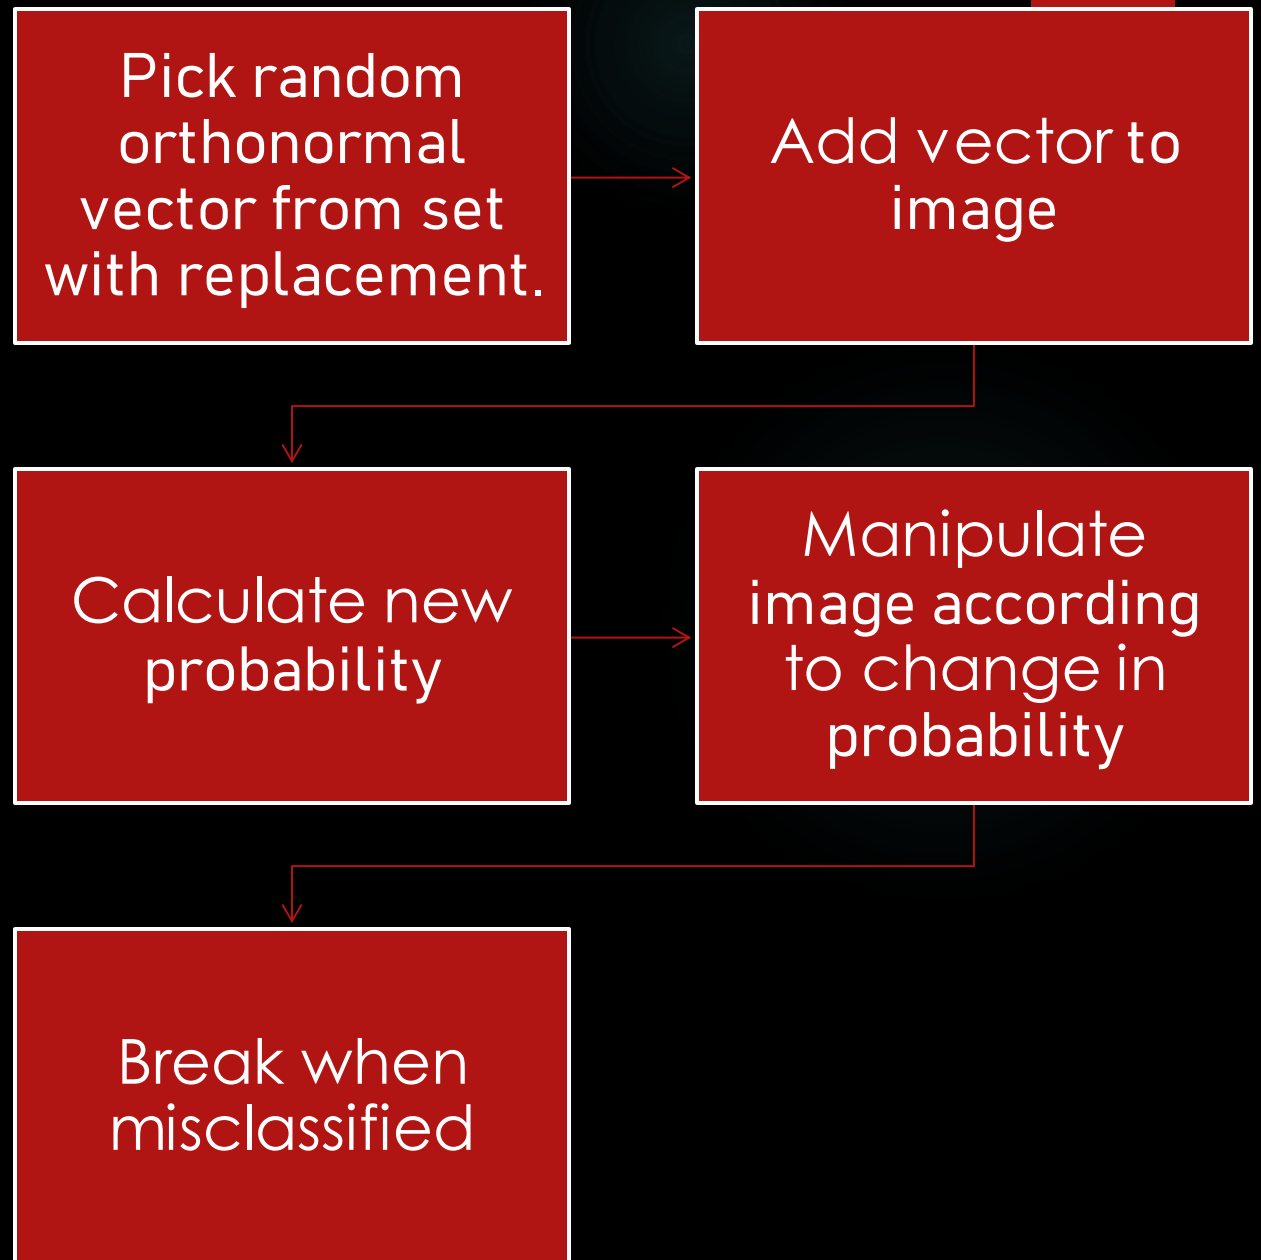 Pick random
orthonormal
vector from set
with replacement.
Add vector to
image
Calculate new
probability
Manipulate
image according
to change in
probability
Break when
misclassified